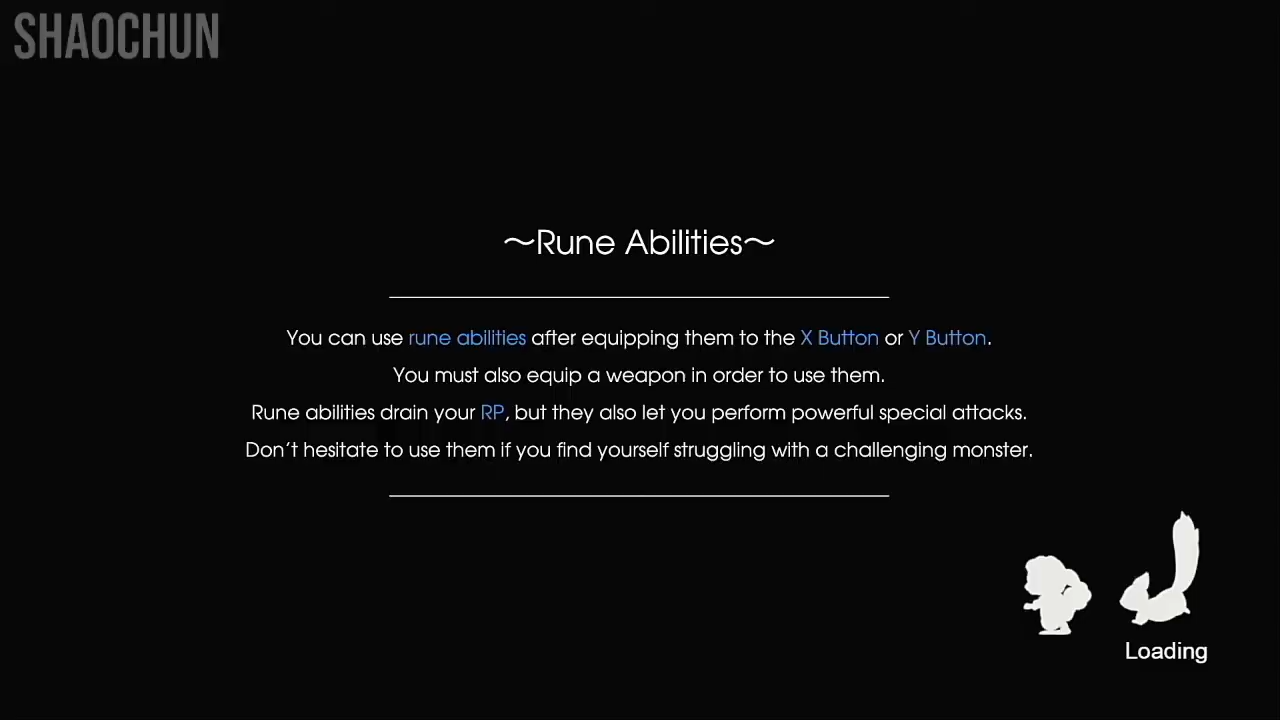 SHAOCHUN
～Rune Abilities～
You can use rune abilities after equipping them to the X Button or Y Button.
You must also equip a weapon in order to use them.
Rune abilities drain your RP, but they also let you perform powerful special attacks.
Don’t hesitate to use them if you find yourself struggling with a challenging monster.
Loading